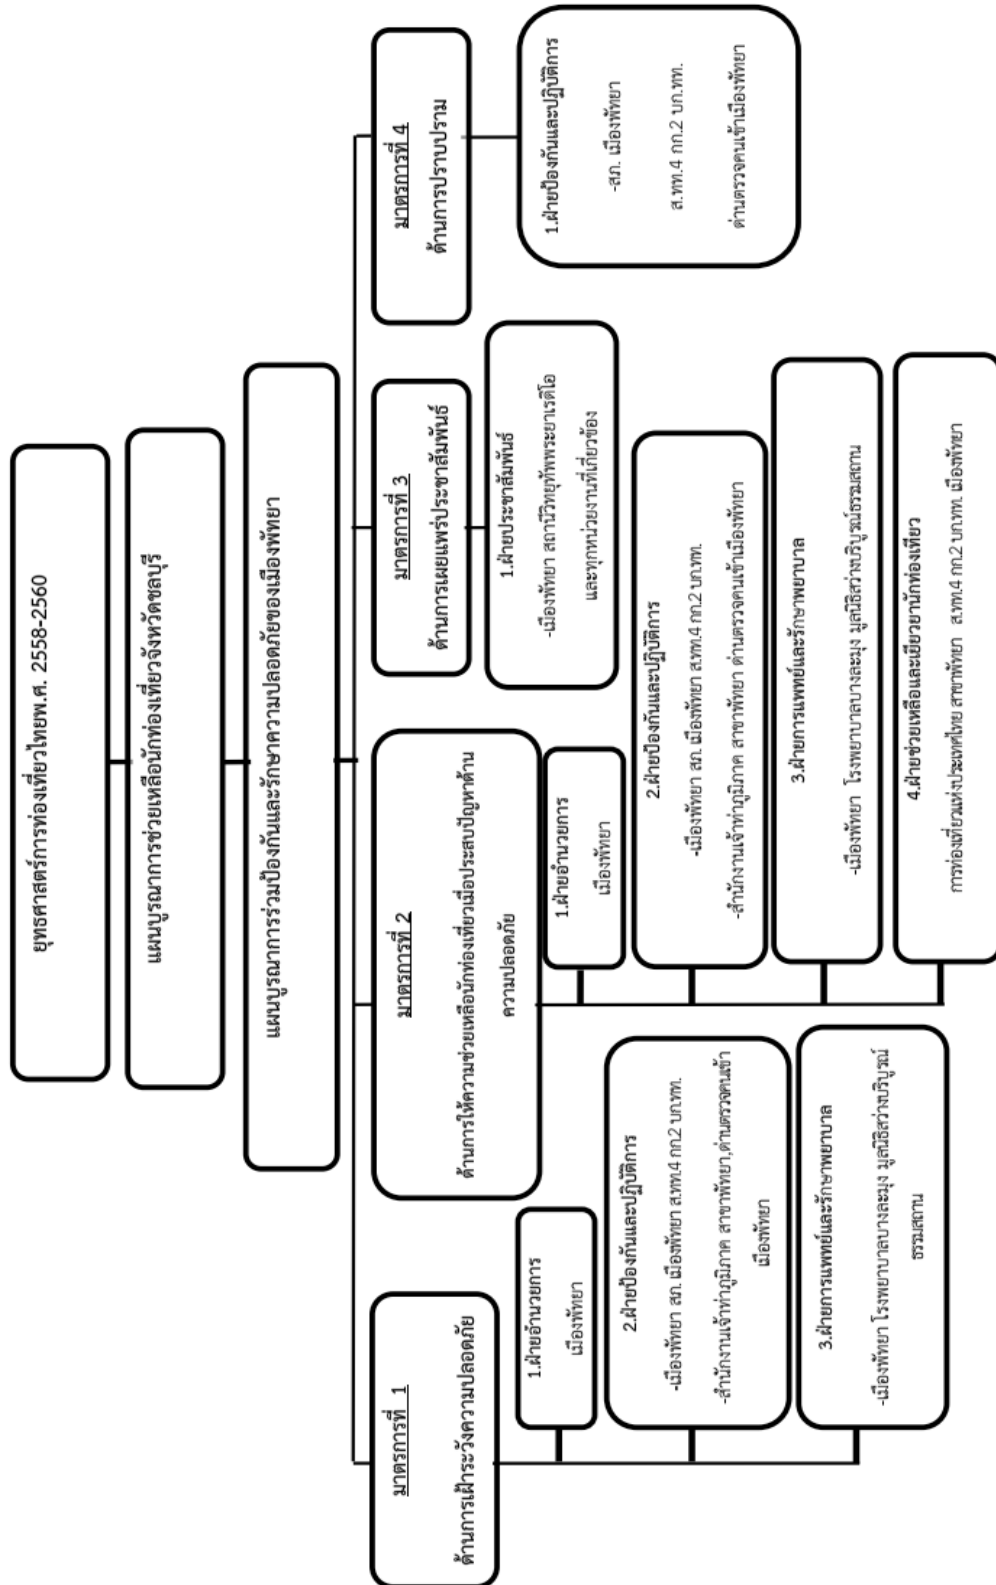 ยุทธศาสตร์การท่องเที่ยวไทยพ.ศ. 2558-2560
แผนบูรณาการช่วยเหลือนักท่องเที่ยวจังหวัดชลบุรี
แผนบูรณาการร่วมป้องกันและรักษาความปลอดภัยของเมืองพัทยา
มาตรการที่ 1
ด้านการเฝ้าระวังความปลอดภัย
1.ฝ่ายอำนวยการ
เมืองพัทยา
2.ฝ่ายป้องกันและปฏิบัติการ
-เมืองพัทยา สภ. เมืองพัทยา ส.ทท.4 กก.2 บก.ทท.
-สำนักงานเจ้าท่าภูมิภาค สาขาพัทยา,ด่านตรวจคนเข้า
เมืองพัทยา
3.ฝ่ายการแพทย์และรักษาพยาบาล
-เมืองพัทยา โรงพยาบาลบางละมุง มูลนิธิสว่างบริบูรณ์
ธรรมสถาน
มาตรการที่ 2
ด้านการให้ความช่วยเหลือนักท่องเที่ยวเมื่อประสบปัญหาด้าน
ความปลอดภัย
1.ฝ่ายอำนวยการ
เมืองพัทยา
2.ฝ่ายป้องกันและปฏิบัติการ
-เมืองพัทยา สภ. เมืองพัทยา ส.ทท.4 กก.2 บก.ทท.
-สำนักงานเจ้าท่าภูมิภาค สาขาพัทยา ด่านตรวจคนเข้าเมืองพัทยา
3.ฝ่ายการแพทย์และรักษาพยาบาล
-เมืองพัทยา โรงพยาบาลบางละมุง มูลนิธิสว่างบริบูรณ์ธรรมสถาน
4.ฝ่ายช่วยเหลือและเยียวยานักท่องเที่ยว
การท่องเที่ยวแห่งประเทศไทย สาขาพัทยา ส.ทท.4 กก.2 บก.ทท. เมืองพัทยา
มาตรการที่ 3
ด้านการเผยแพร่ประชาสัมพันธ์
1.ฝ่ายประชาสัมพันธ์
-เมืองพัทยา สถานีวิทยุทัพพระยาเรดิโอ
และทุกหน่วยงานที่เกี่ยวข้อง
มาตรการที่ 4
ด้านการปราบปราม
1.ฝ่ายป้องกันและปฏิบัติการ
-สภ. เมืองพัทยา
ส.ทท.4 กก.2 บก.ทท.
ด่านตรวจคนเข้าเมืองพัทยา